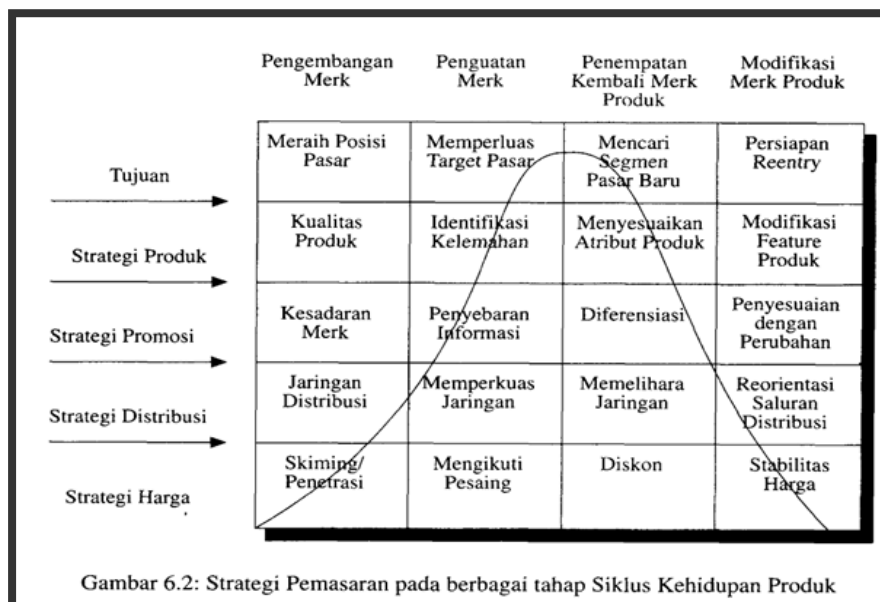 Pengembangan Merk
Penguatan Merk
Penempatan Kembali Merk Produk
Modifikasi Merk Produk
Tujuan
Meraih Posisi Pasar
Memperluas Target Pasar
Mencari Segmen Pasar Baru
Persiapan Reentry
Strategi Produk
Kualitas Produk
Identifikasi Kelemahan
Menyesuaikan Atribut Produk
Modifikasi Feature Produk
Strategi Promosi
Kesadaran Merk
Penyebaran Informasi
Diferensiasi
Penyesuaian dengan Perubahan
Strategi Distribusi
Jaringan Distribusi
Memperkuas Jaringan
Memelihara Jaringan
Reorientasi Saluran Distribusi
Strategi Harga
Skiming/ Penetrasi
Mengikuti Pesaing
Diskon
Stabilitas Harga
Gambar 6.2: Strategi Pemasaran pada berbagai tahap Siklus Kehidupan Produk